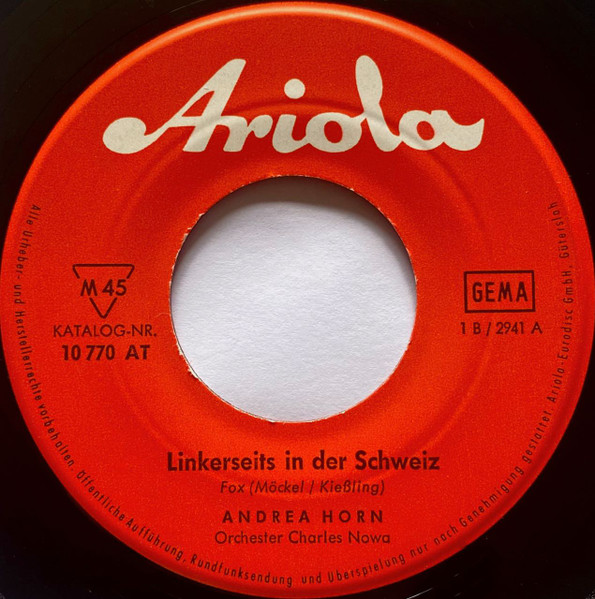 Ariola
M 45
KATALOG-NR.
10 770 AT
GEMA
1 B / 2941 A
Linkerseits in der Schweiz
Fox (Möckel / Kießling)
ANDREA HORN
Orchester Charles Nowa
Alle Urheber- und Herstellerrechte vorbehalten. Öffentliche Aufführung, Rundfunksendung und Überspielung nur nach Genehmigung gestattet. Ariola-Eurodisc GmbH, Gütersloh